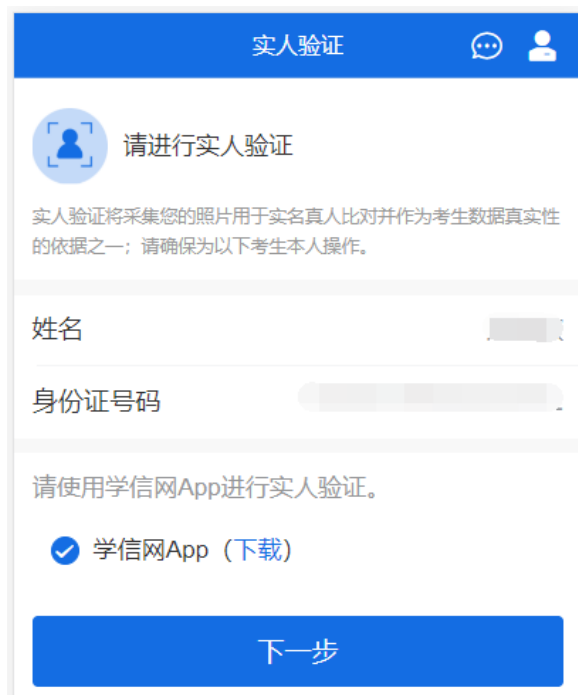 实人验证
请进行实人验证
实人验证将采集您的照片用于实名真人比对并作为考生数据真实性
的依据之一；请确保为以下考生本人操作。
姓名
身份证号码
请使用学信网App进行实人验证。
学信网App（下载）
下一步